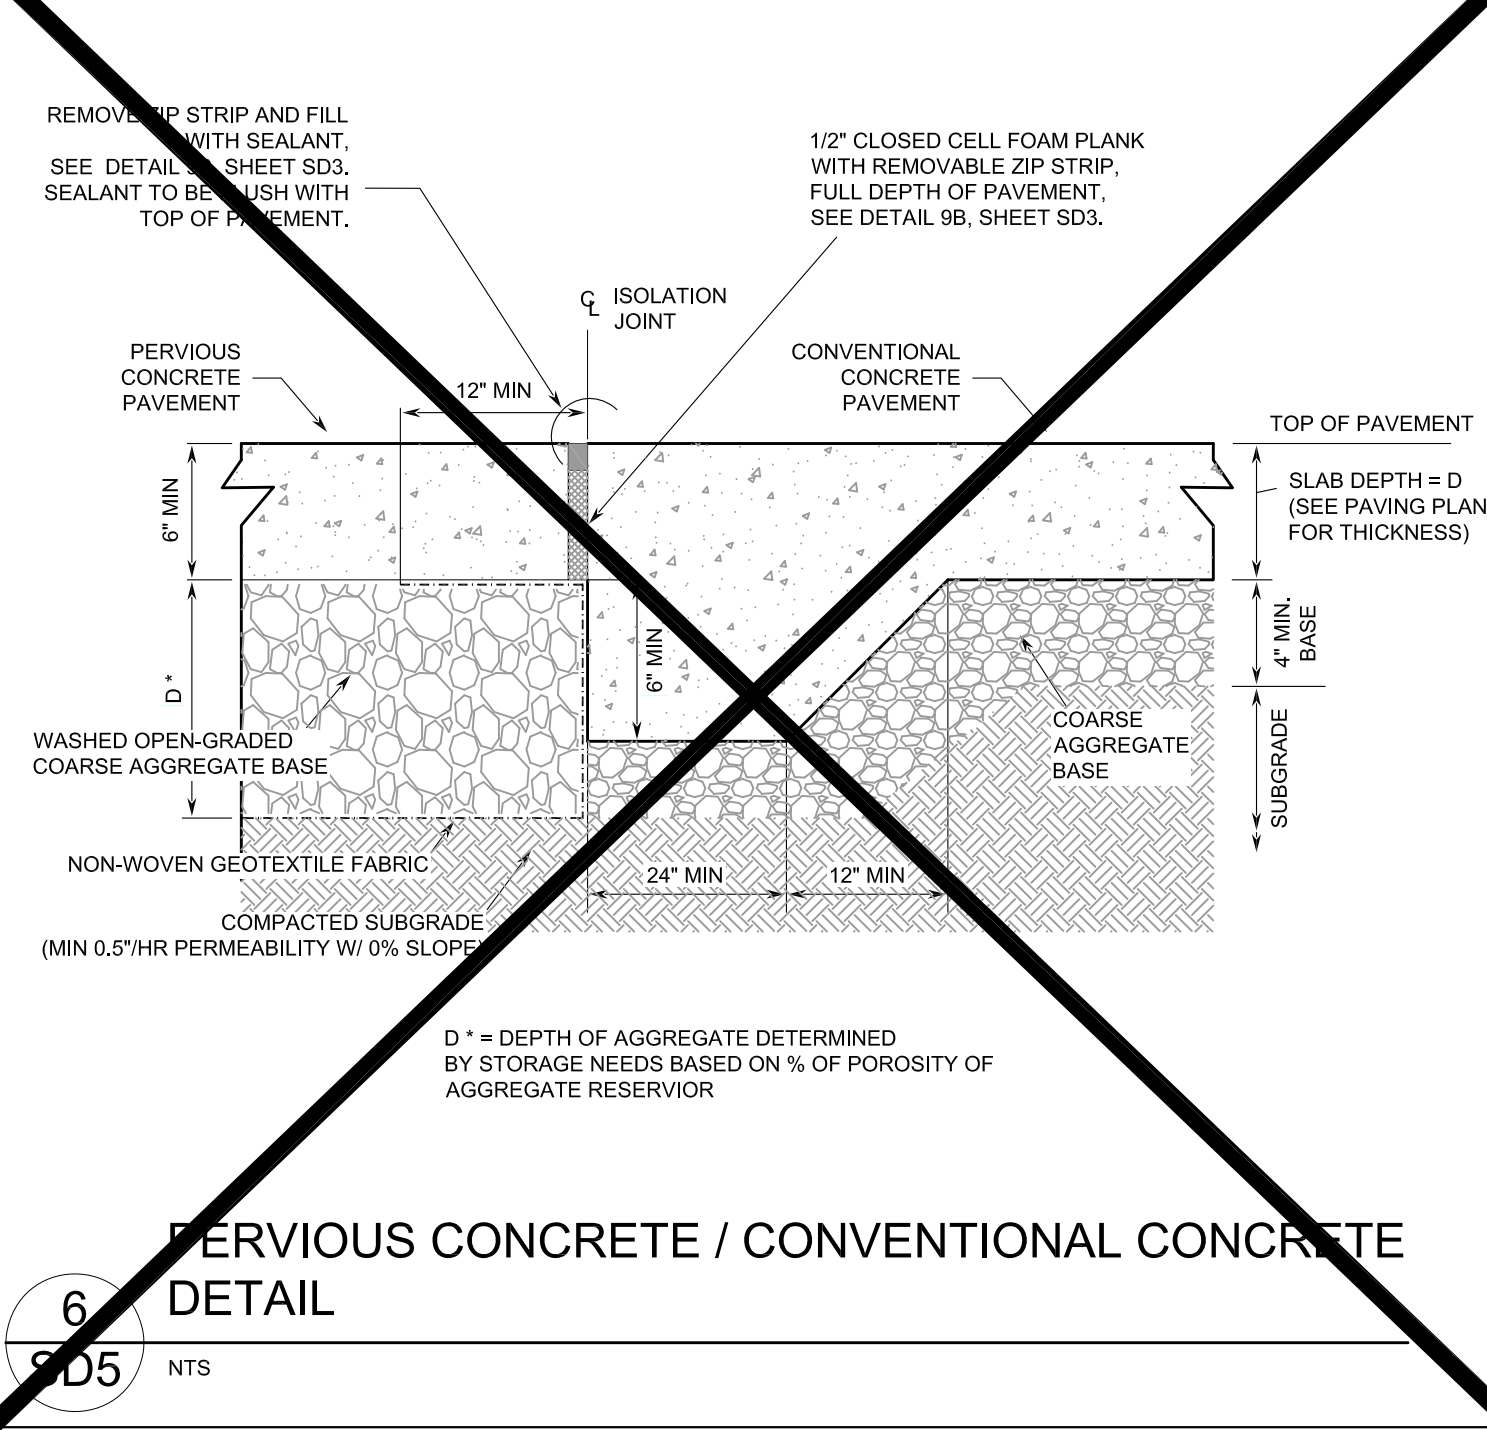 REMOVE ZIP STRIP AND FILL
WITH SEALANT,
SEE DETAIL SHEET SD3.
SEALANT TO BE FLUSH WITH
TOP OF PAVEMENT.
1/2" CLOSED CELL FOAM PLANK
WITH REMOVABLE ZIP STRIP,
FULL DEPTH OF PAVEMENT,
SEE DETAIL 9B, SHEET SD3.
CL ISOLATION
JOINT
PERVIOUS
CONCRETE
PAVEMENT
12" MIN
CONVENTIONAL
CONCRETE
PAVEMENT
TOP OF PAVEMENT
SLAB DEPTH = D
(SEE PAVING PLAN
FOR THICKNESS)
6" MIN
D *
6" MIN
4" MIN.
BASE
SUBGRADE
WASHED OPEN-GRADED
COARSE AGGREGATE BASE
COARSE
AGGREGATE
BASE
NON-WOVEN GEOTEXTILE FABRIC
24" MIN
12" MIN
COMPACTED SUBGRADE
(MIN 0.5"/HR PERMEABILITY W/ 0% SLOPE)
D * = DEPTH OF AGGREGATE DETERMINED
BY STORAGE NEEDS BASED ON % OF POROSITY OF
AGGREGATE RESERVIOR
PERVIOUS CONCRETE / CONVENTIONAL CONCRETE
DETAIL
6
SD5
NTS